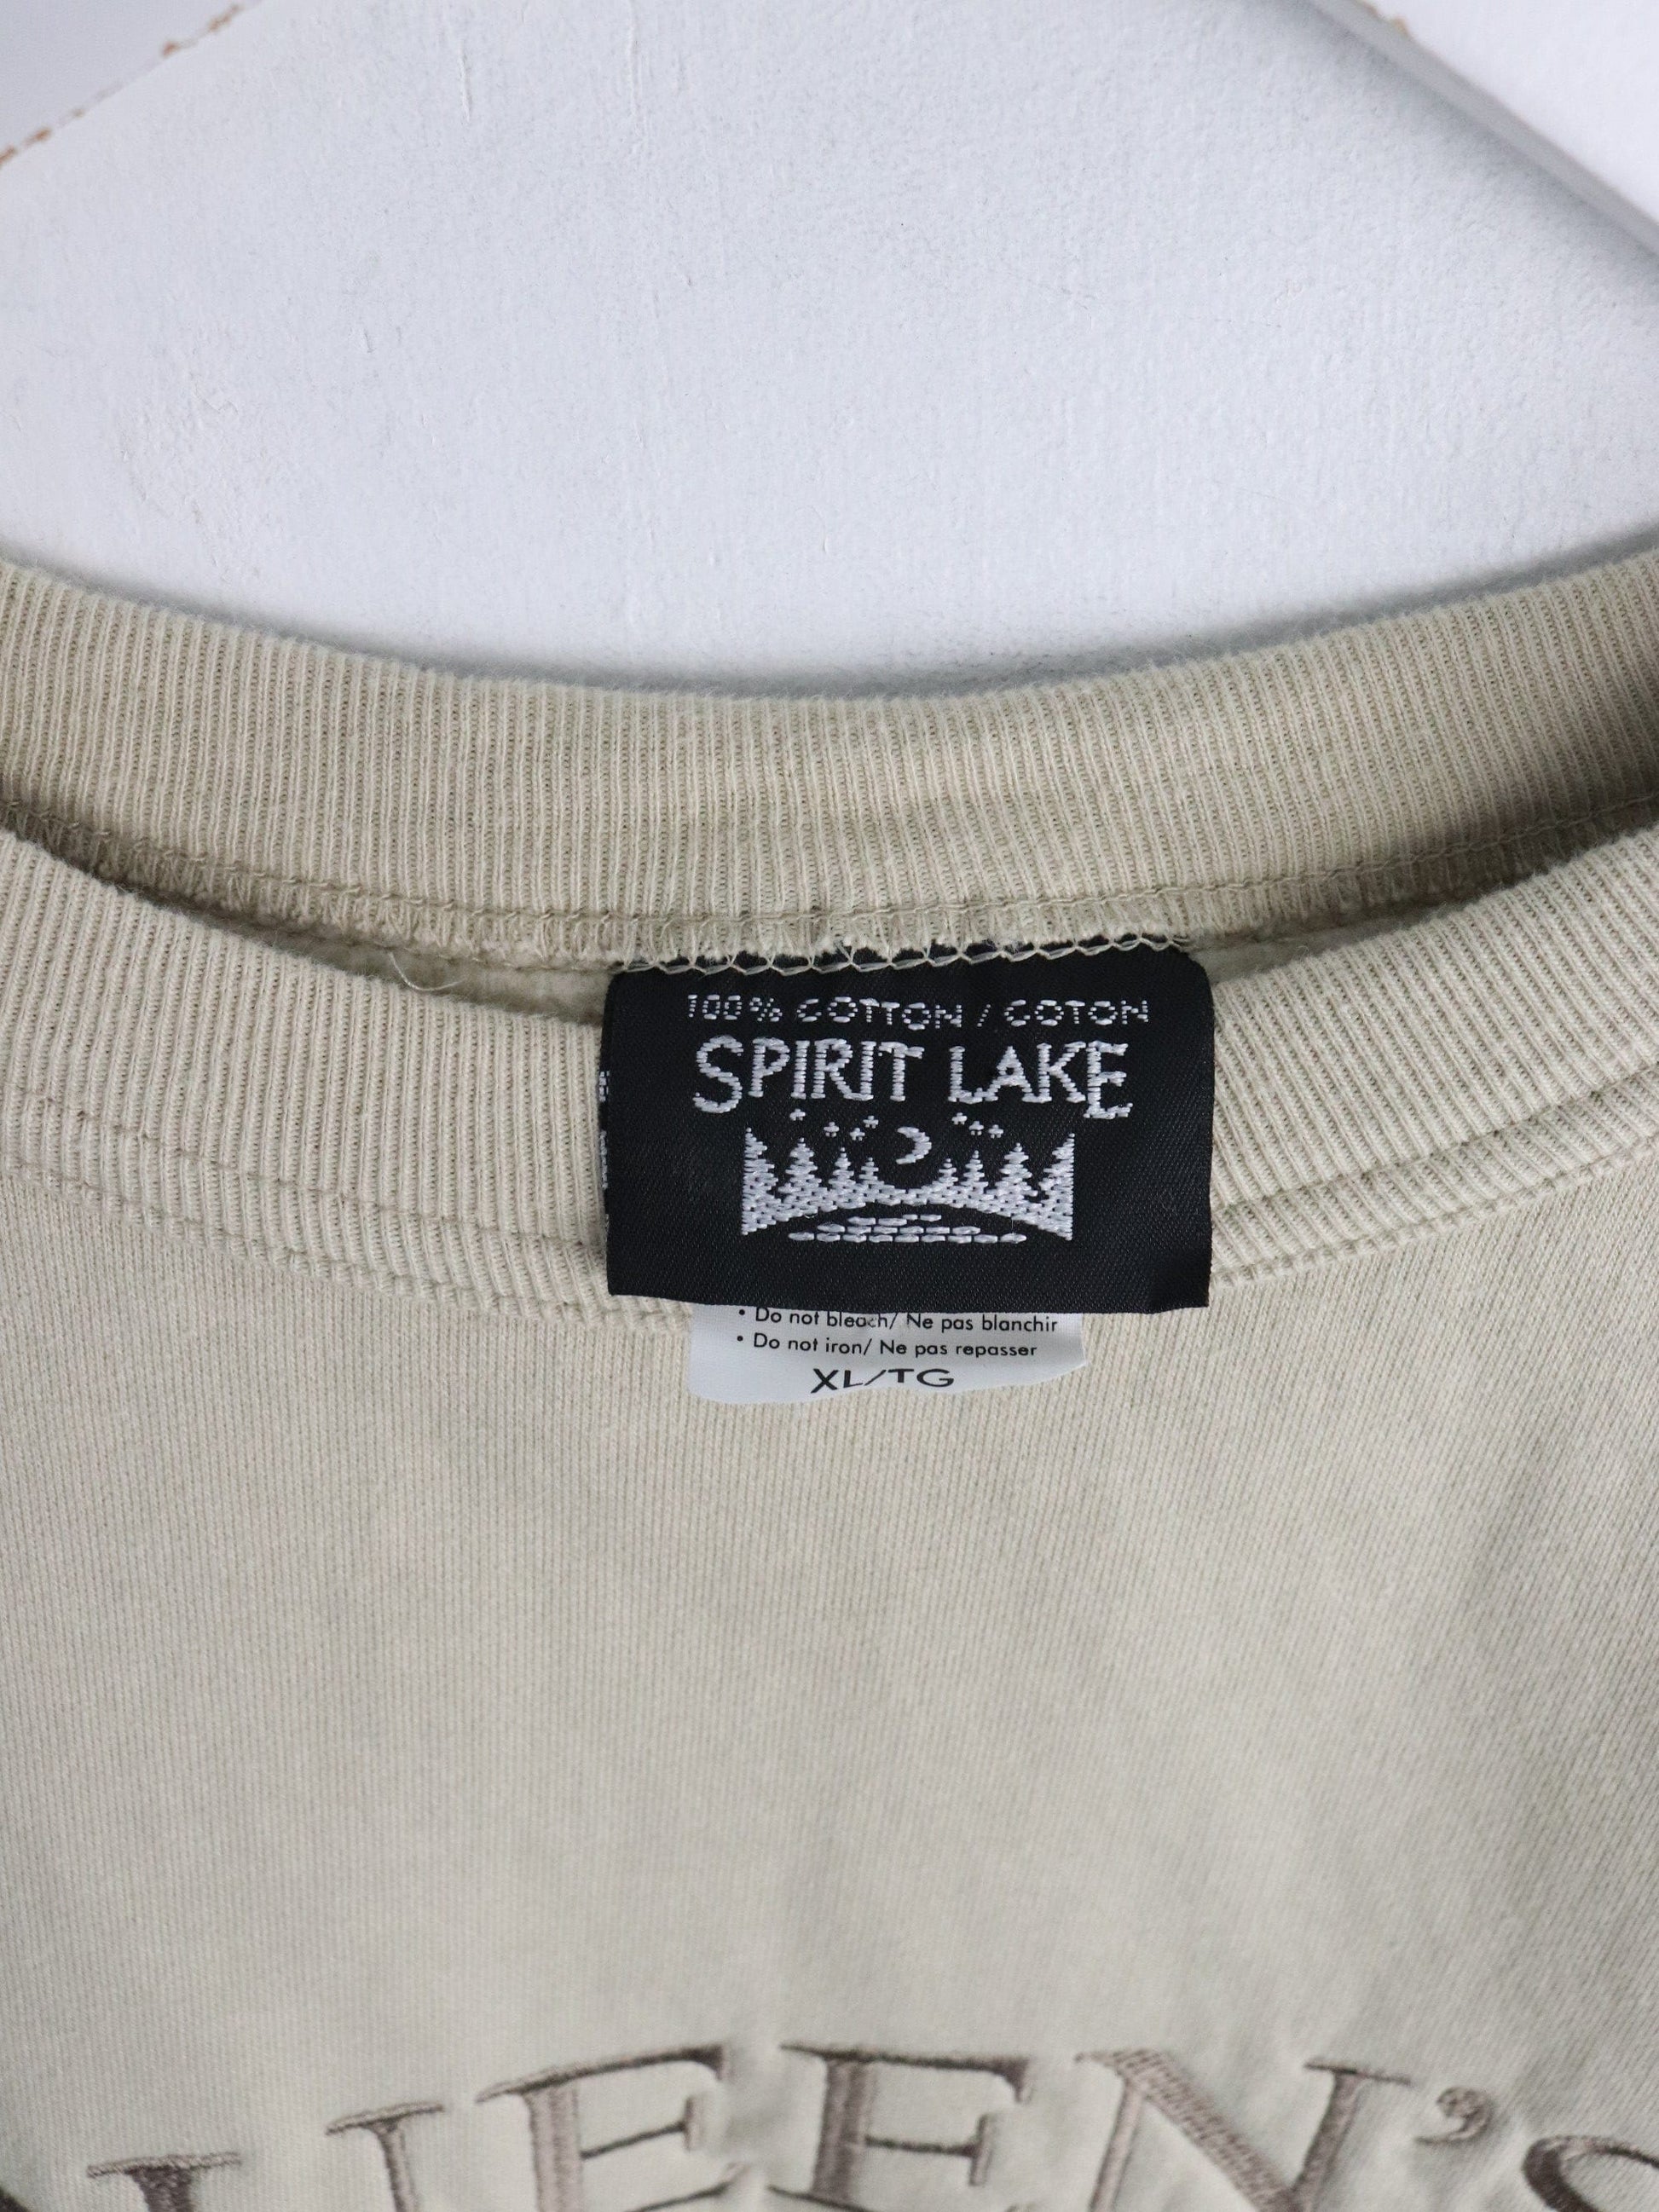 100% COTTON / COTON
SPIRIT LAKE
• Do not bleach/ Ne pas blanchir
• Do not iron/ Ne pas repasser
XL/TG
UEEN'S